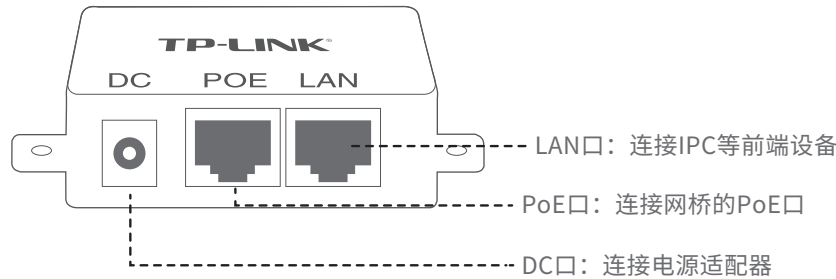 TP-LINK
DC POE LAN
LAN口：连接IPC等前端设备
PoE口：连接网桥的PoE口
DC口：连接电源适配器